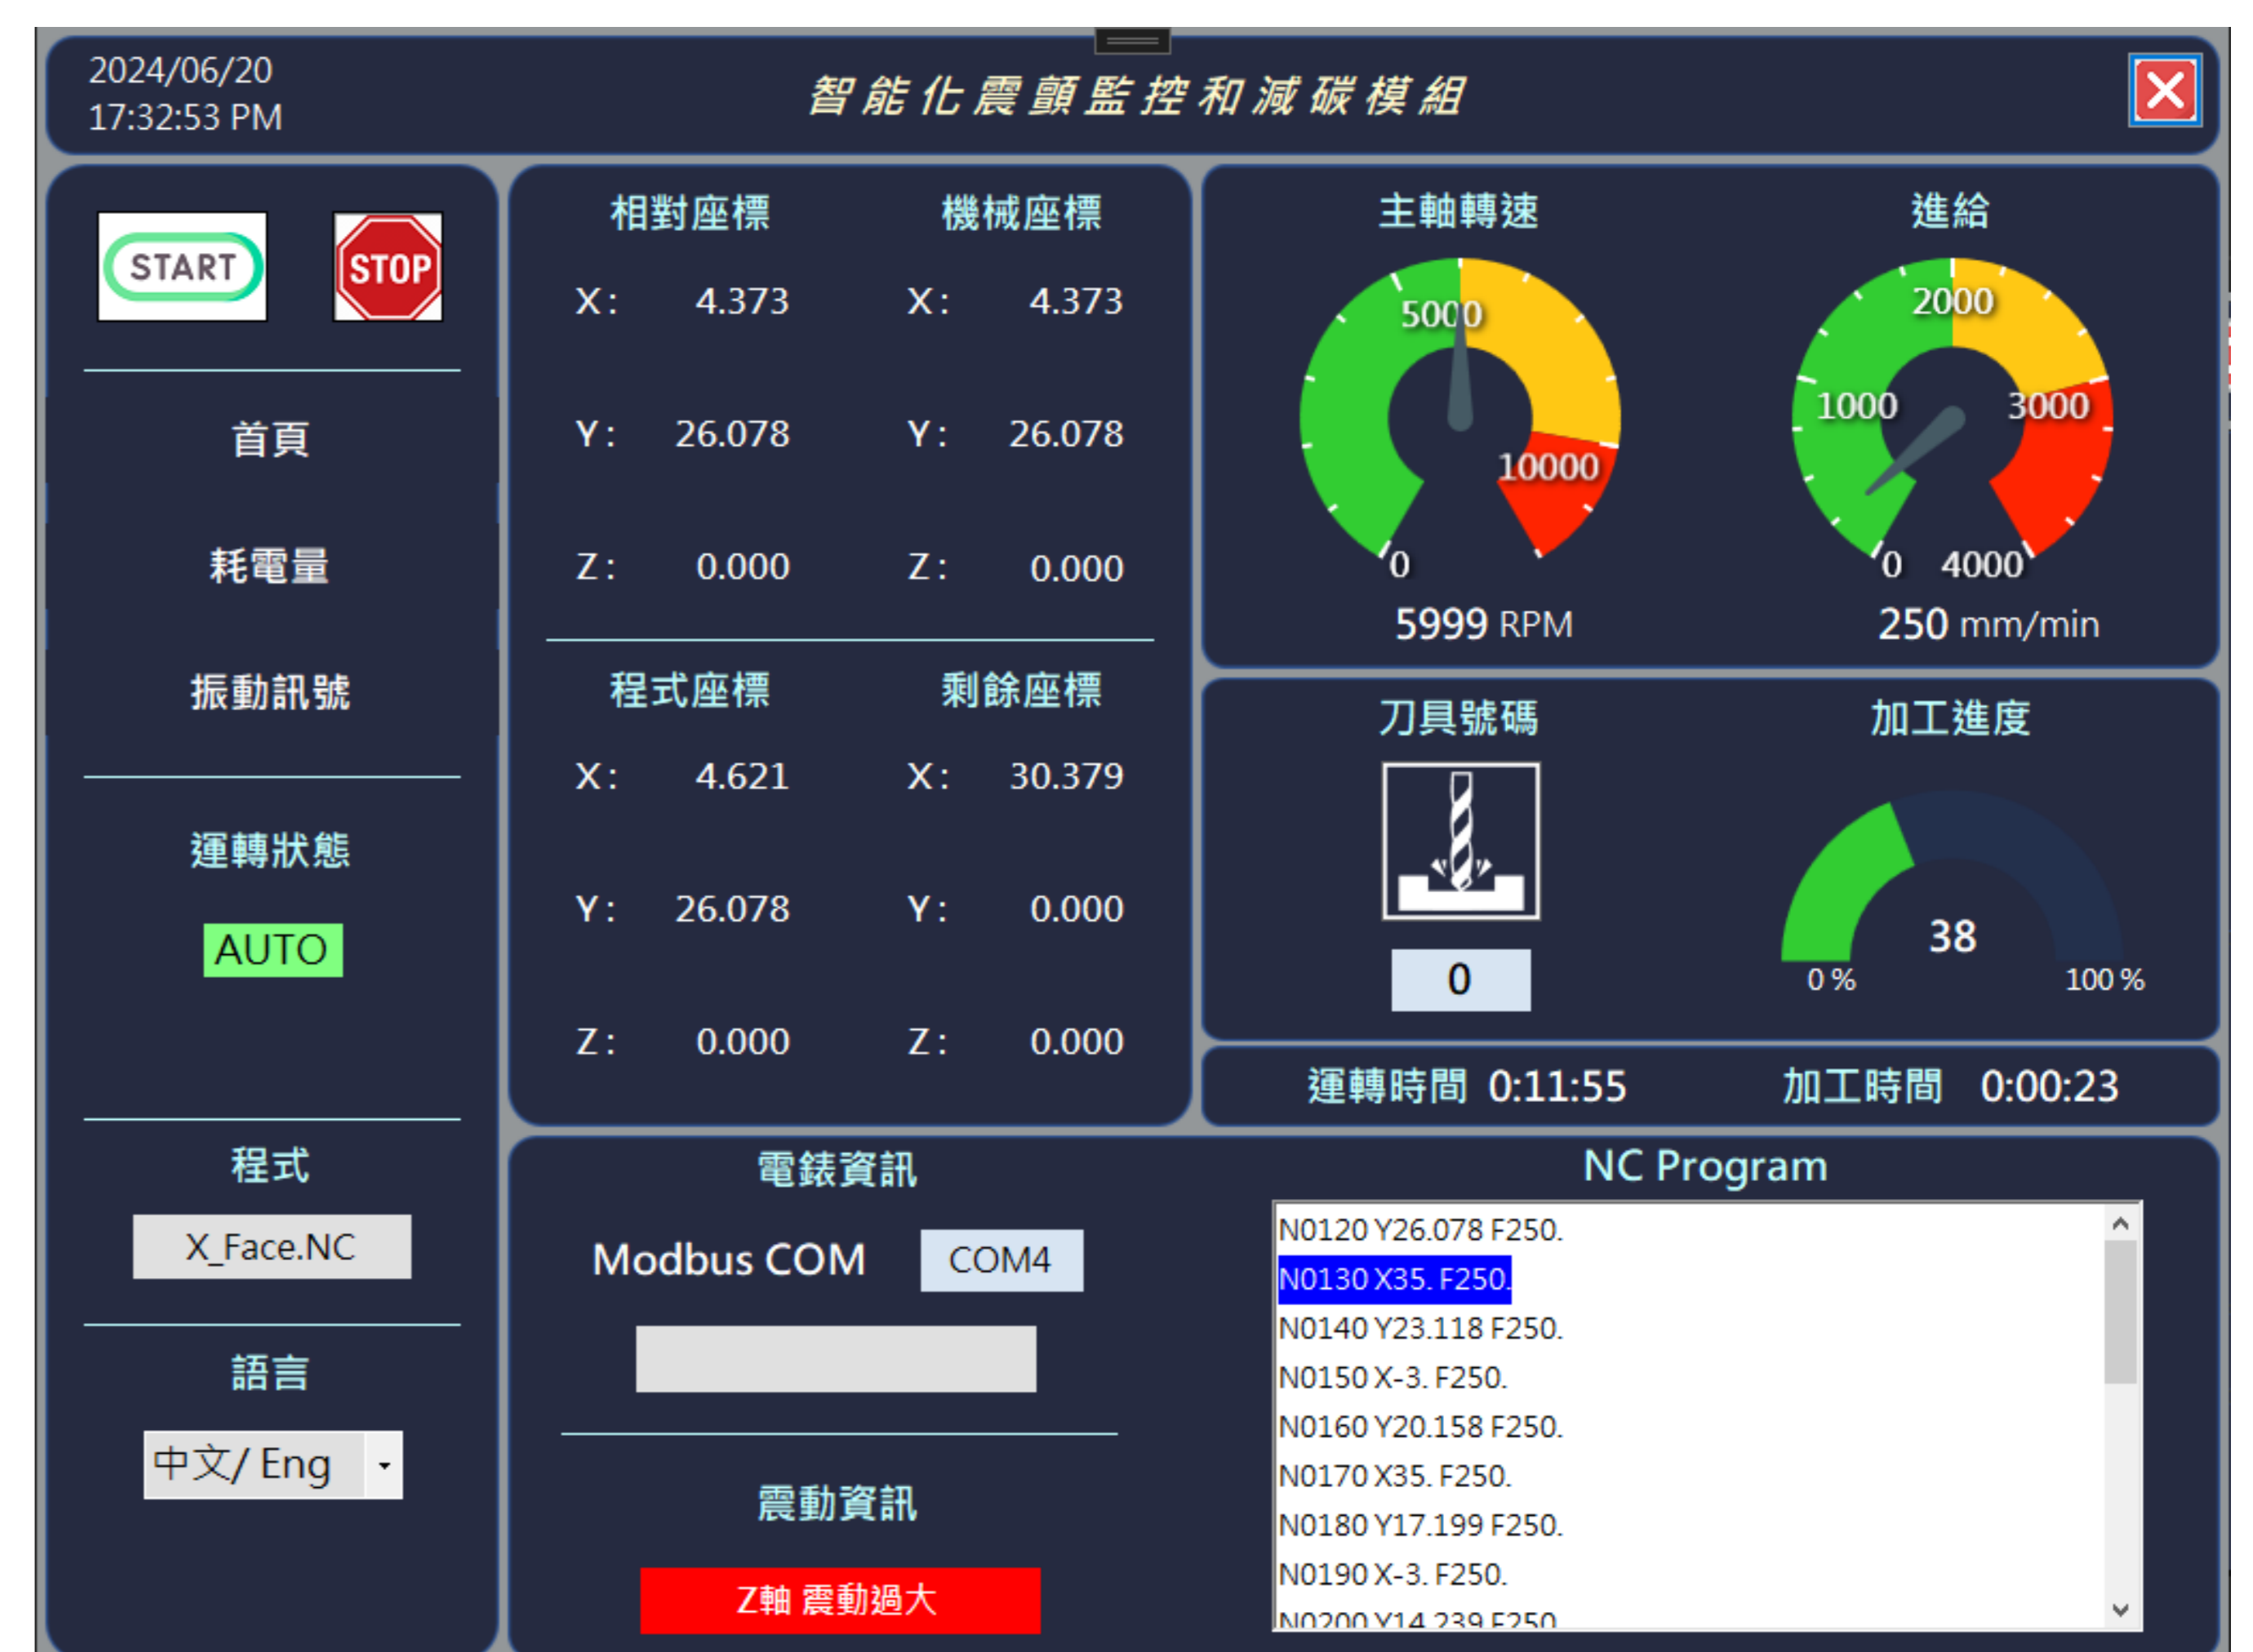 2024/06/20
17:32:53 PM
智能化震顫監控和減碳模組
START
STOP
首頁
耗電量
振動訊號
運轉狀態
AUTO
程式
X_Face.NC
語言
中文/ Eng
相對座標
機械座標
X : 4.373 X : 4.373
Y : 26.078 Y : 26.078
Z : 0.000 Z : 0.000
程式座標
剩餘座標
X : 4.621 X : 30.379
Y : 26.078 Y : 0.000
Z : 0.000 Z : 0.000
主軸轉速
0
5000
10000
5999 RPM
進給
0
1000
2000
3000
4000
250 mm/min
刀具號碼
0
加工進度
38
0 %
100 %
運轉時間 0:11:55
加工時間 0:00:23
電錶資訊
Modbus COM COM4
震動資訊
Z軸 震動過大
NC Program
N0120 Y26.078 F250.
N0130 X35. F250.
N0140 Y23.118 F250.
N0150 X-3. F250.
N0160 Y20.158 F250.
N0170 X35. F250.
N0180 Y17.199 F250.
N0190 X-3. F250.
N0200 Y14.239 F250